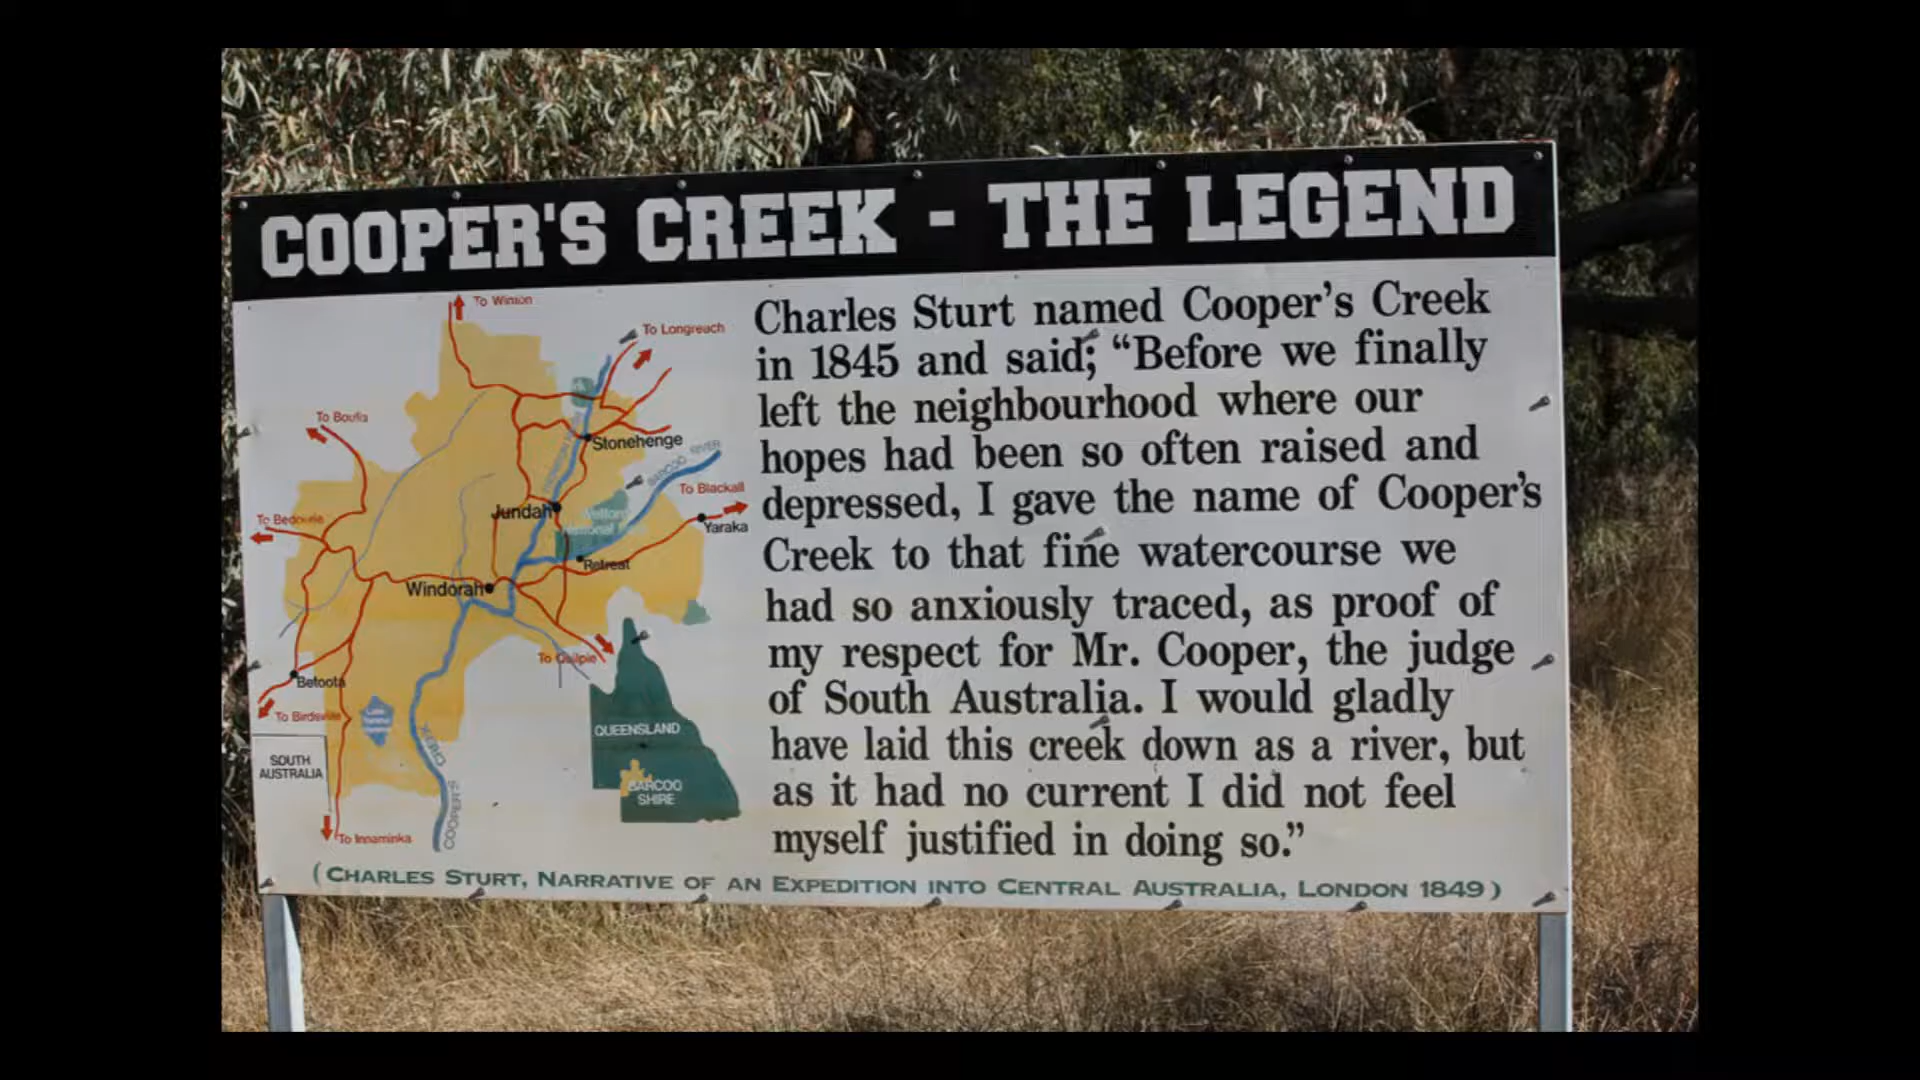 COOPER'S CREEK - THE LEGEND
Charles Sturt named Cooper's Creek
in 1845 and said; “Before we finally
left the neighbourhood where our
hopes had been so often raised and
depressed, I gave the name of Cooper's
Creek to that fine watercourse we
had so anxiously traced, as proof of
my respect for Mr. Cooper, the judge
of South Australia. I would gladly
have laid this creek down as a river, but
as it had no current I did not feel
myself justified in doing so.”
(CHARLES STURT, NARRATIVE OF AN EXPEDITION INTO CENTRAL AUSTRALIA, LONDON 1849)
To Winton
To Longreach
To Boulia
Stonehenge
BARCOO RIVER
To Blackall
Jundah
To Bedourie
Yaraka
Welford
National
Retreat
Windorah
To Quilpie
Betoota
To Birdsville
QUEENSLAND
SOUTH
AUSTRALIA
BARCOO
SHIRE
COOPER'S CREEK
To Innaminka